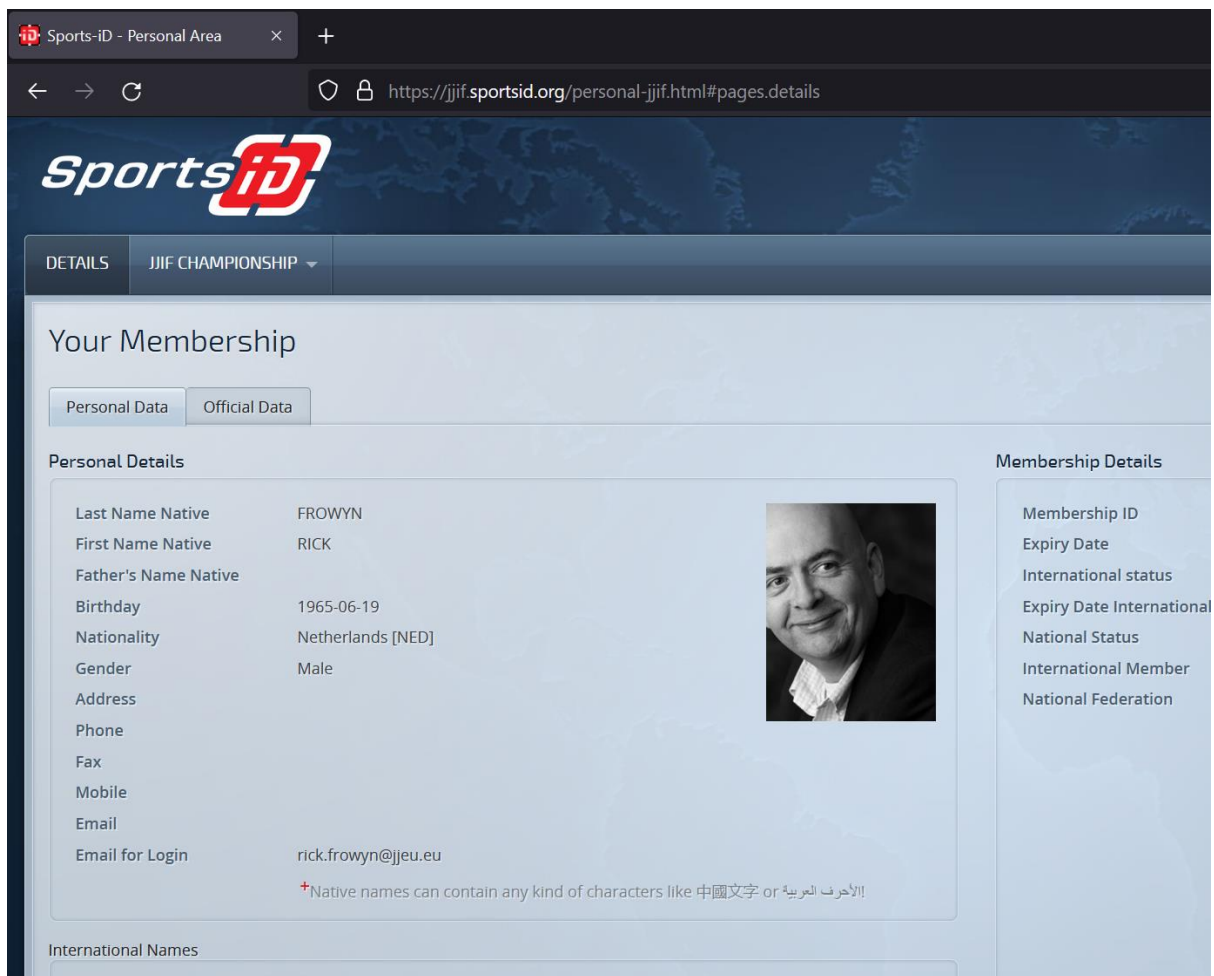 Sports-iD - Personal Area
https://jjif.sportsid.org/personal-jjif.html#pages.details
Sports iD
DETAILS JJIF CHAMPIONSHIP
Your Membership
Personal Data Official Data
Personal Details
Last Name Native FROWYN
First Name Native RICK
Father's Name Native
Birthday 1965-06-19
Nationality Netherlands [NED]
Gender Male
Address
Phone
Fax
Mobile
Email
Email for Login rick.frowyn@jjeu.eu
+Native names can contain any kind of characters like 中國文字 or الأحرف العربية!
International Names
Membership Details
Membership ID
Expiry Date
International status
Expiry Date International
National Status
International Member
National Federation